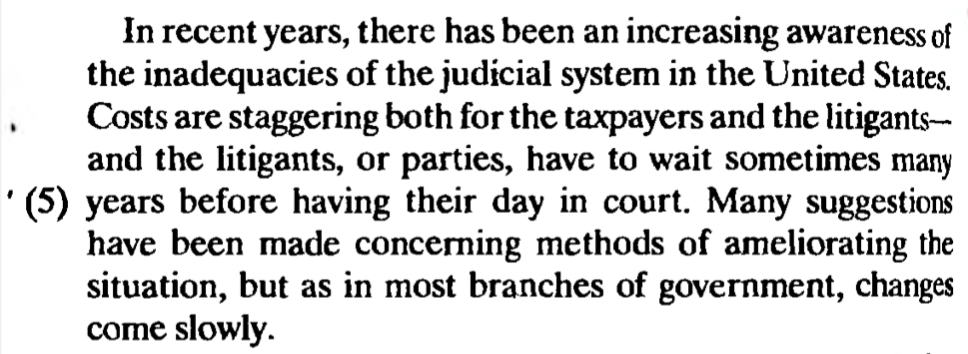 In recent years, there has been an increasing awareness of
the inadequacies of the judicial system in the United States.
Costs are staggering both for the taxpayers and the litigants—
and the litigants, or parties, have to wait sometimes many
(5) years before having their day in court. Many suggestions
have been made concerning methods of ameliorating the
situation, but as in most branches of government, changes
come slowly.